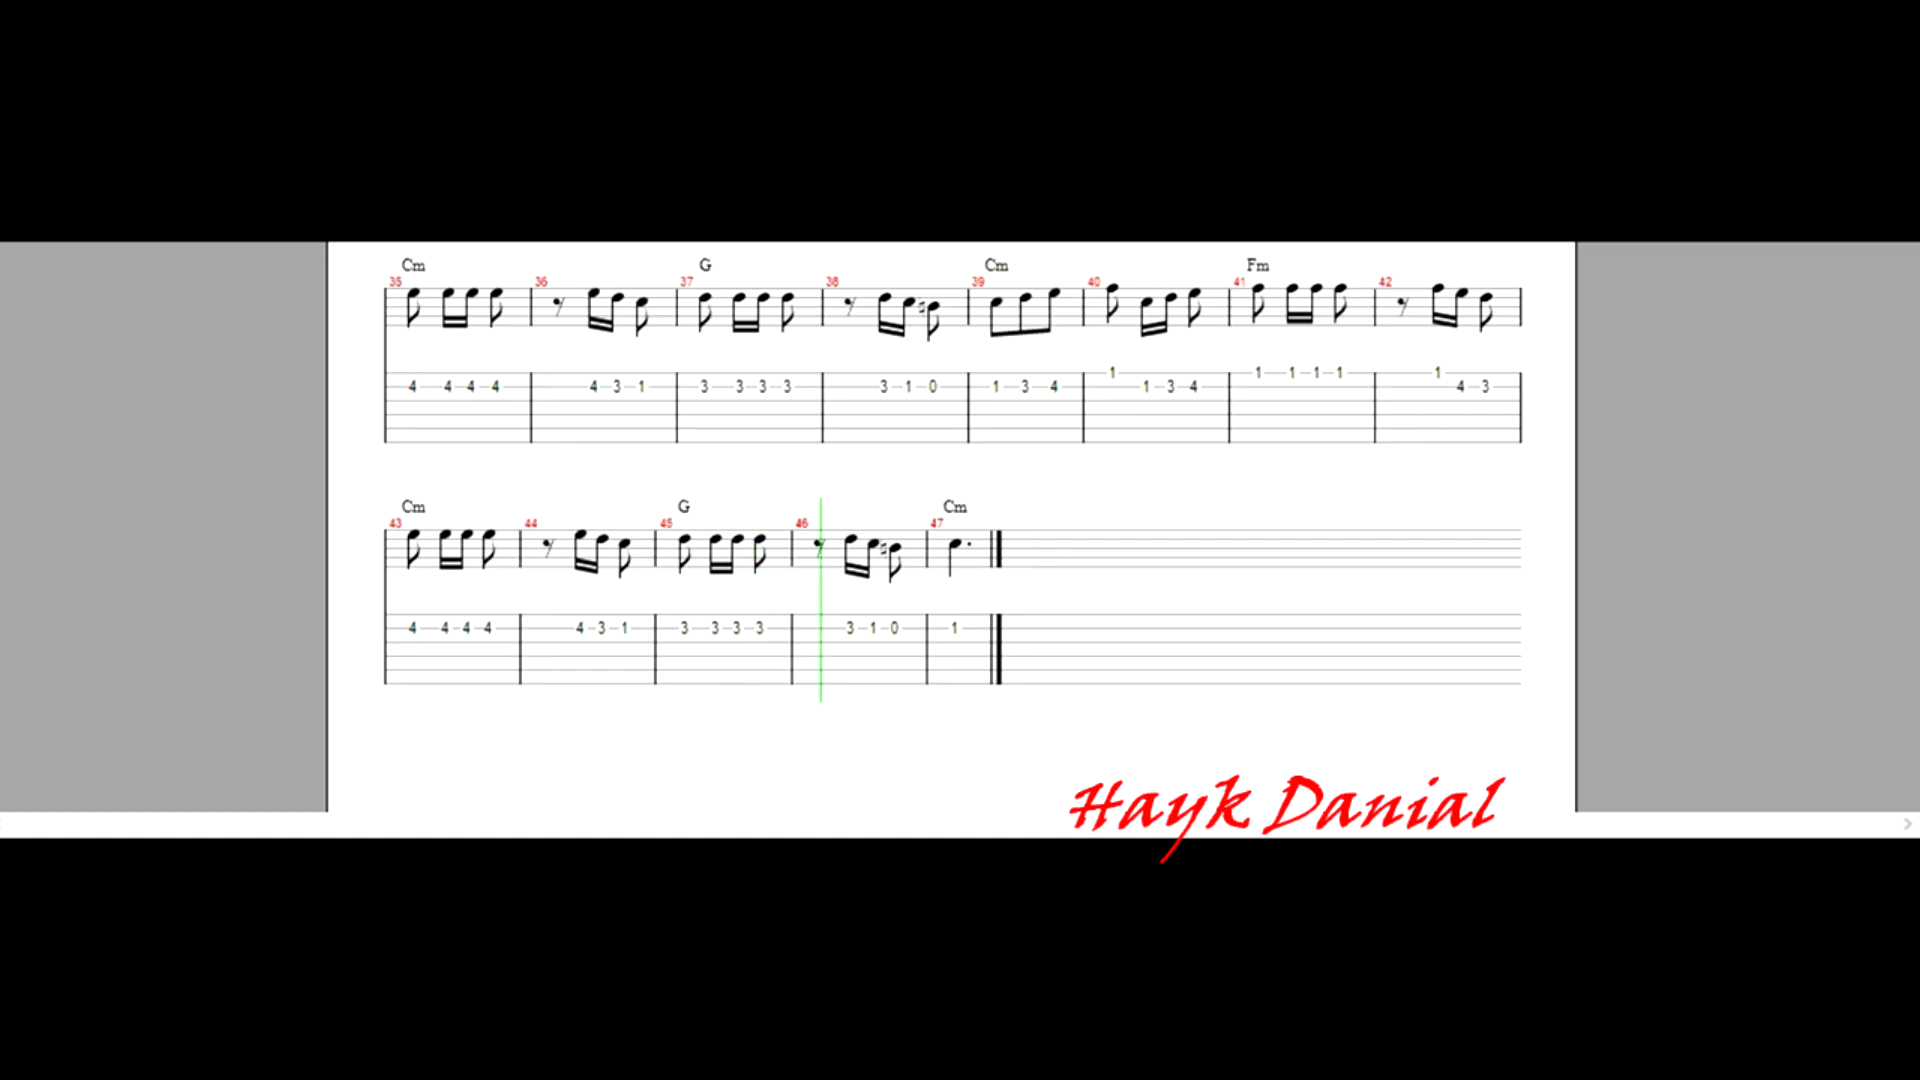 Cm G Cm Fm
35 36 37 38 39 40 41 42
1 1 1 1 1 1
4 4 4 4 4 3 1 3 3 3 3 3 1 0 1 3 4 1 3 4 4 3
Cm G Cm
43 44 45 46 47
4 4 4 4 4 3 1 3 3 3 3 3 1 0 1
Hayk Danial